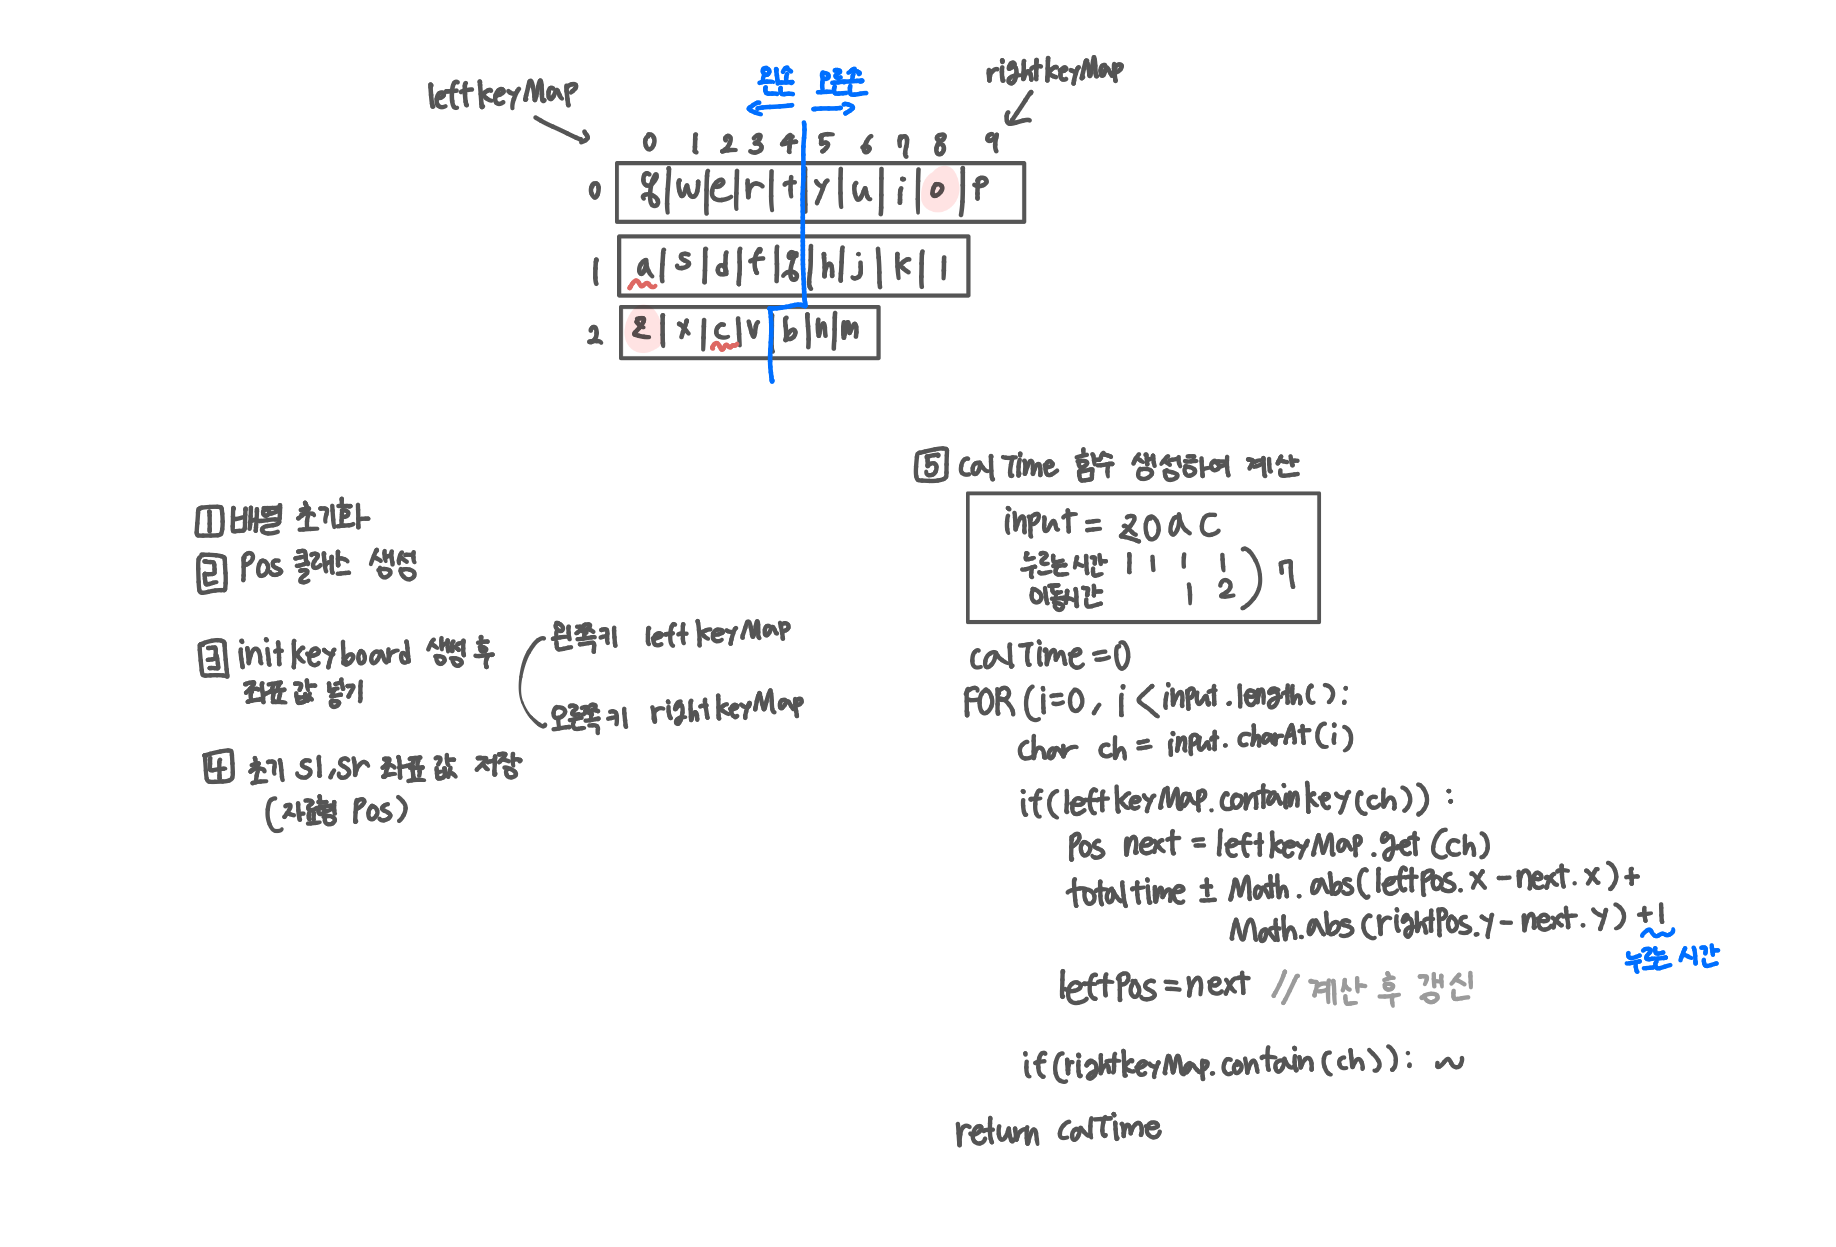 leftkeyMap
왼손 오른손
rightkeyMap
0 1 2 3 4 5 6 7 8 9
0 q|w|e|r|t|y|u|i|o|p
1 a|s|d|f|g|h|j|k|l
2 z|x|c|v|b|n|m
1 배열 초기화
2 Pos 클래스 생성
3 initkeyboard 생성 후
좌표 값 넣기
왼쪽키 leftkeyMap
오른쪽 키 rightkeyMap
4 초기 sl,sr 좌표 값 저장
(자료형 Pos)
5 calTime 함수 생성하여 계산
input = z o a c
누르는 시간 1 1 1 1
이동시간 1 2 ) 7
calTime = 0
FOR (i=0, i < input.length():
char ch = input.charAt(i)
if(leftkeyMap.containkey(ch)):
Pos next = leftkeyMap.get(ch)
totaltime ± Math.abs(leftPos.x - next.x) +
Math.abs(rightPos.y - next.y) +1
누르는 시간
leftPos = next // 계산 후 갱신
if(rightkeyMap.contain(ch)): ~
return calTime